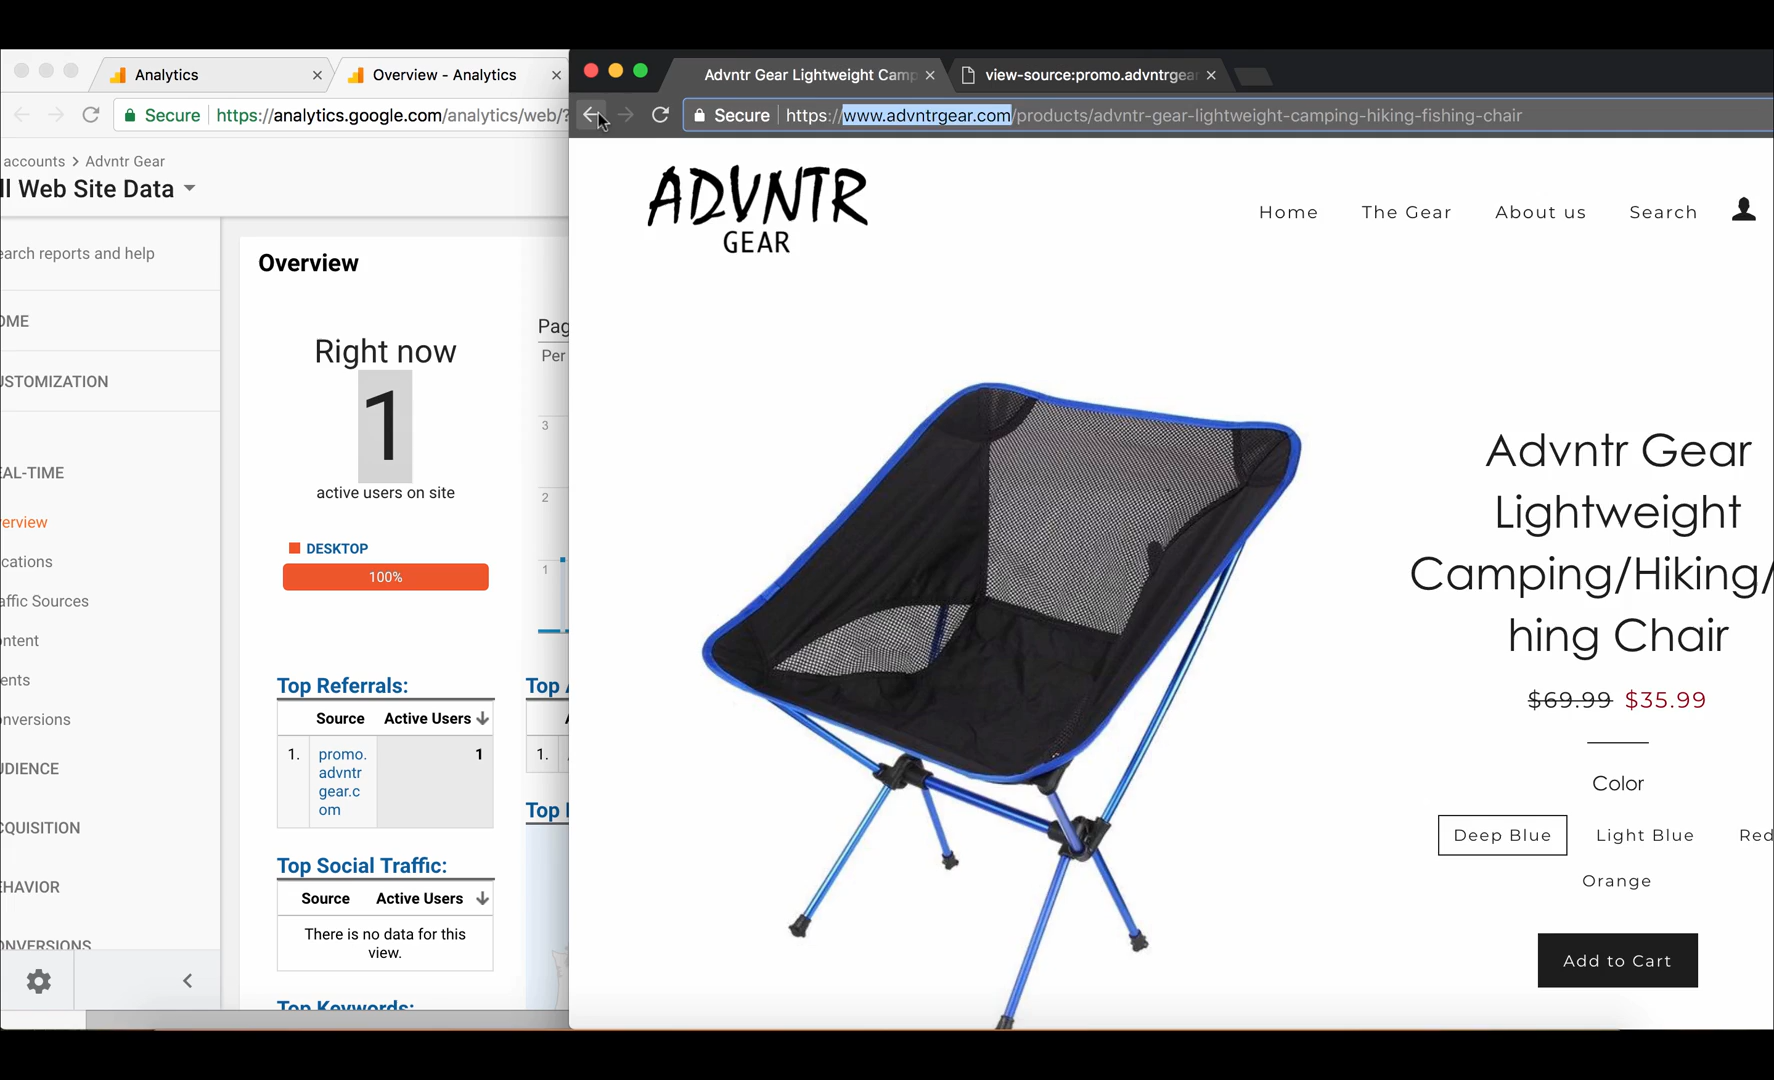 Analytics
Overview - Analytics
Secure https://analytics.google.com/analytics/web/?
accounts > Advntr Gear
ll Web Site Data
earch reports and help
OME
USTOMIZATION
EAL-TIME
erview
cations
affic Sources
ontent
ents
onversions
UDIENCE
CQUISITION
EHAVIOR
ONVERSIONS
Overview
Right now
1
active users on site
DESKTOP
100%
Pag
Per
3
2
1
Top Referrals:
Source Active Users
1. promo.
advntr
gear.c
om
1
Top A
1.
Top
Top Social Traffic:
Source Active Users
There is no data for this
view.
Top Keywords:
Advntr Gear Lightweight Camp
view-source:promo.advntrgear
Secure https://www.advntrgear.com/products/advntr-gear-lightweight-camping-hiking-fishing-chair
ADVNTR
GEAR
Home The Gear About us Search
Advntr Gear
Lightweight
Camping/Hiking/
hing Chair
$69.99 $35.99
Color
Deep Blue Light Blue Red
Orange
Add to Cart